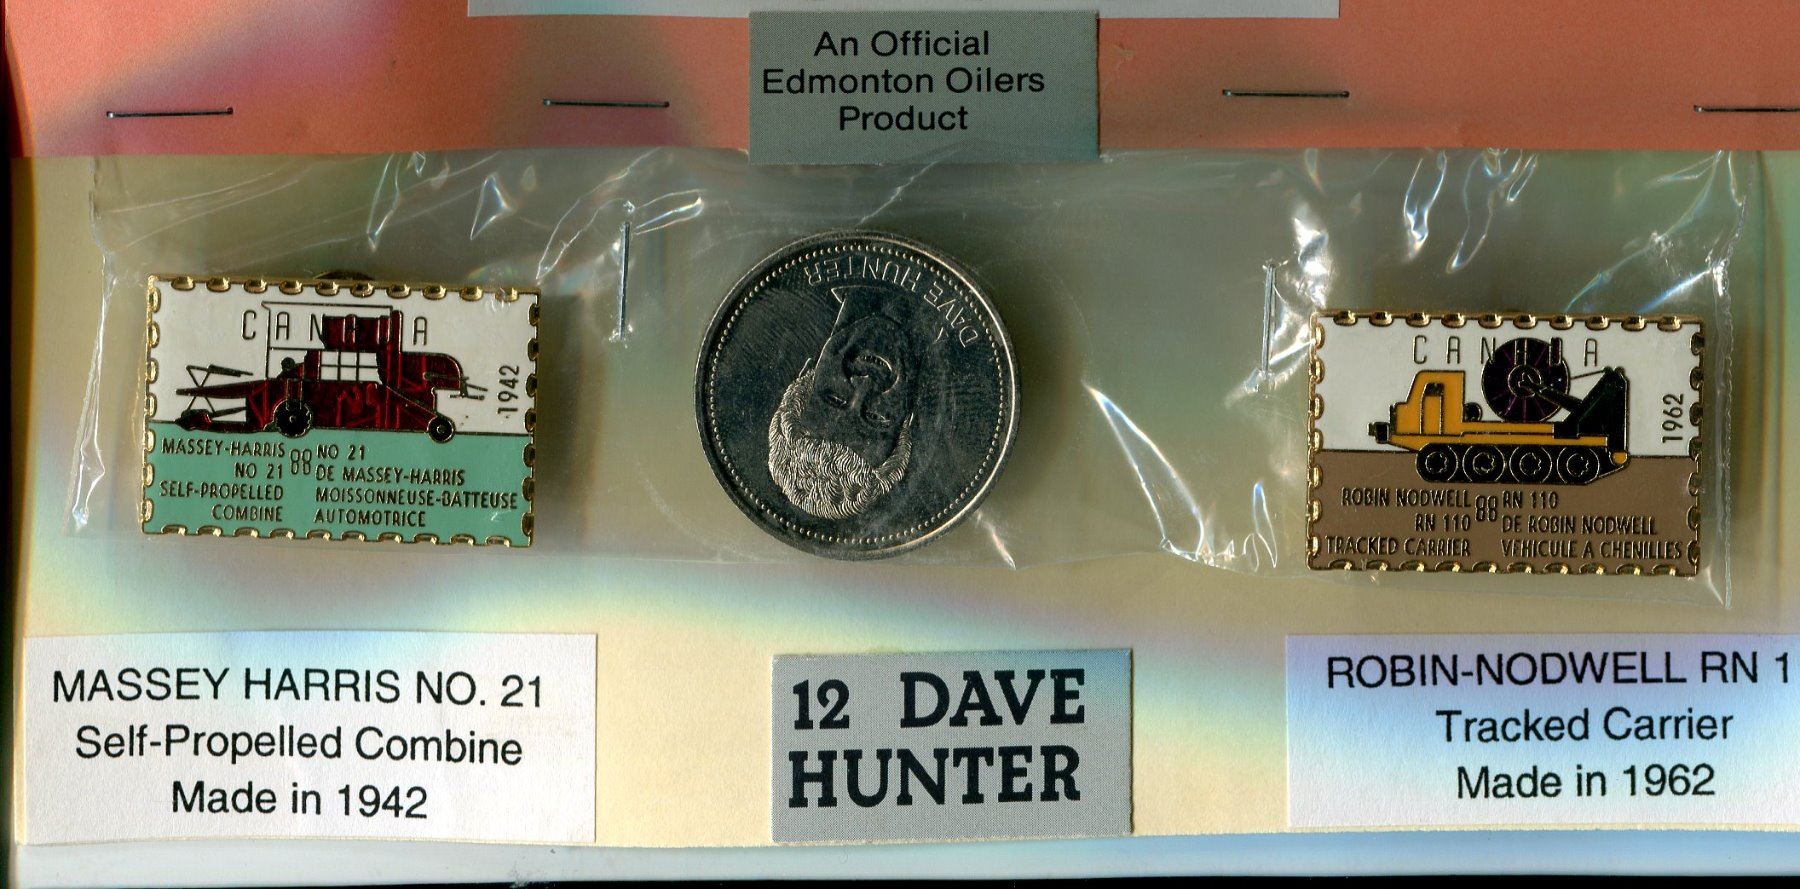 An Official
Edmonton Oilers
Product
CANADA
1942
MASSEY-HARRIS 88 NO 21
NO 21 DE MASSEY-HARRIS
SELF-PROPELLED MOISSONNEUSE-BATTEUSE
COMBINE AUTOMOTRICE
DAVE HUNTER
CANADA
1962
ROBIN NODWELL 88 RN 110
RN 110 DE ROBIN NODWELL
TRACKED CARRIER VEHICULE A CHENILLES
MASSEY HARRIS NO. 21
Self-Propelled Combine
Made in 1942
12 DAVE
HUNTER
ROBIN-NODWELL RN 1
Tracked Carrier
Made in 1962